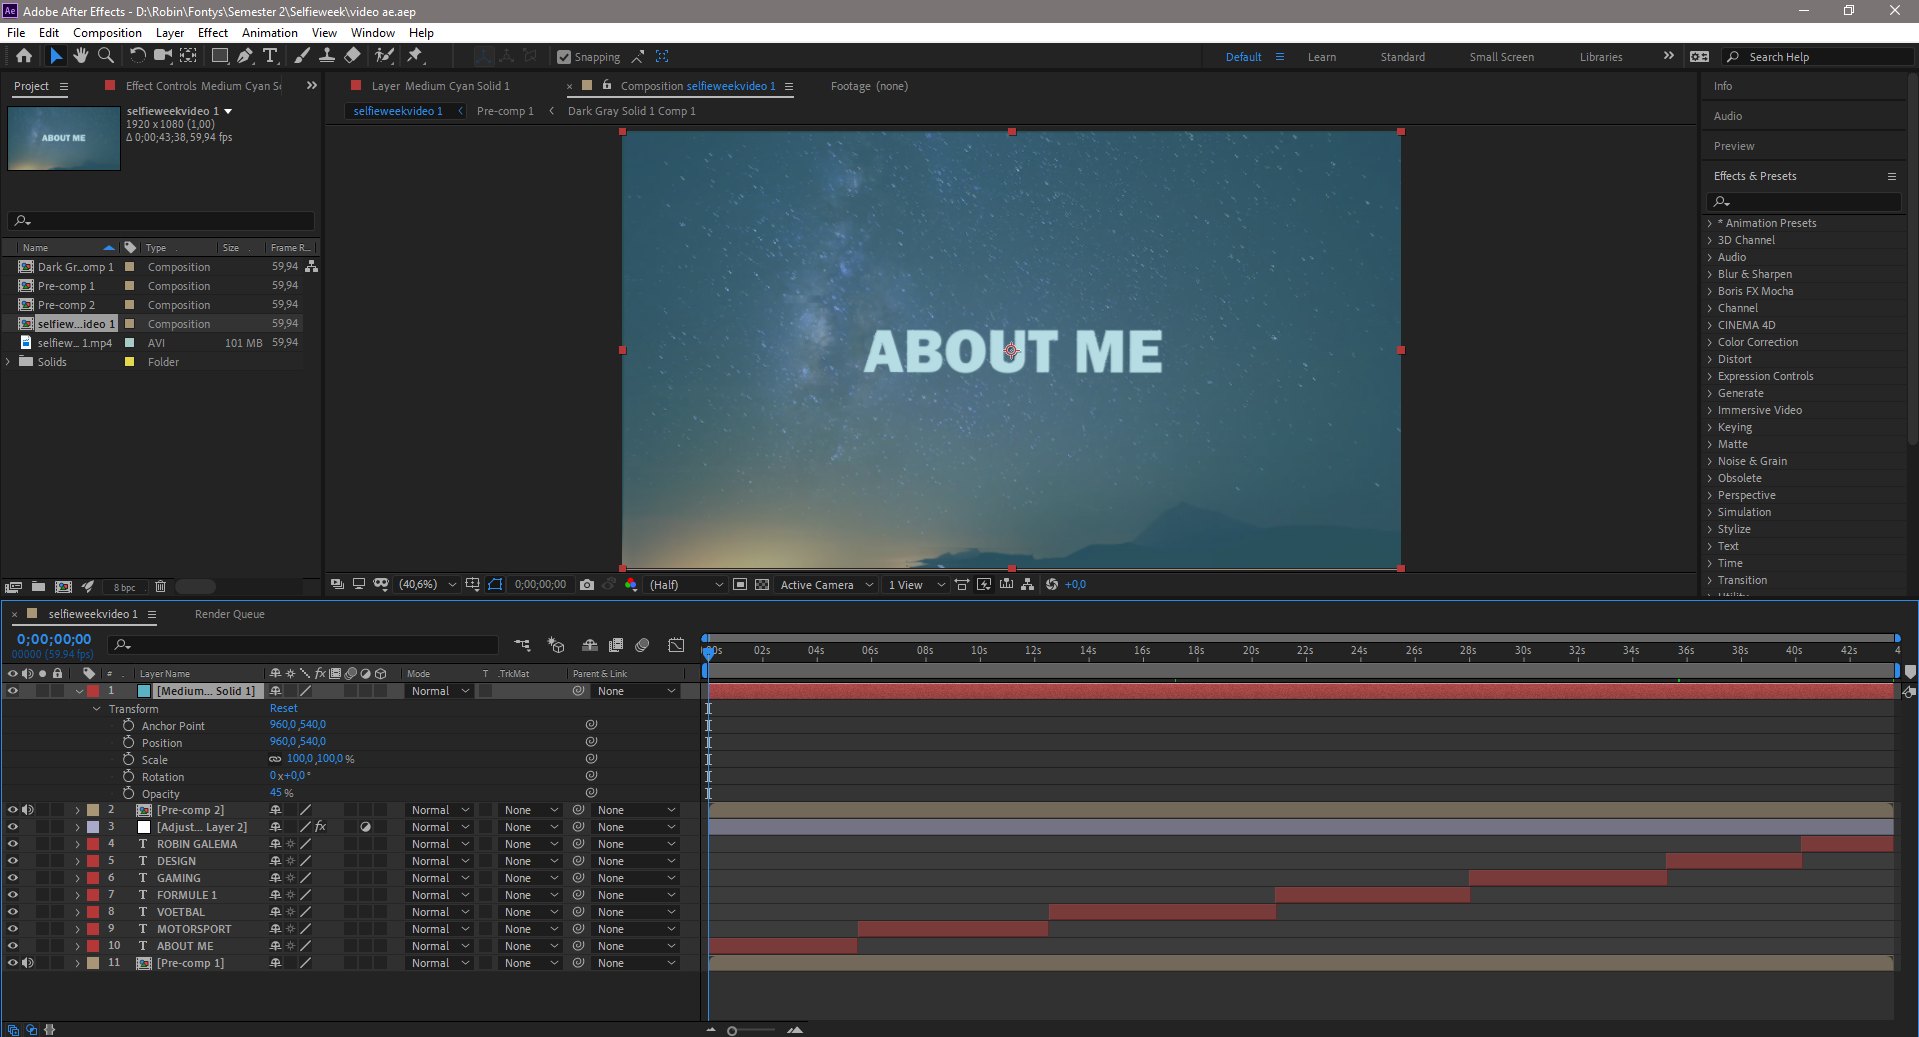 Ae Adobe After Effects - D:\Robin\Fontys\Semester 2\Selfieweek\video ae.aep
File Edit Composition Layer Effect Animation View Window Help
Snapping
Default Learn Standard Small Screen Libraries Search Help
Project Effect Controls Medium Cyan So
selfieweekvideo 1
1920 x 1080 (1,00)
Δ 0;00;43;38, 59,94 fps
ABOUT ME
Name Type Size Frame R...
Dark Gr...omp 1 Composition 59,94
Pre-comp 1 Composition 59,94
Pre-comp 2 Composition 59,94
selfiew...ideo 1 Composition 59,94
selfiew... 1.mp4 AVI 101 MB 59,94
Solids Folder
8 bpc
Layer Medium Cyan Solid 1
Composition selfieweekvideo 1
Footage (none)
selfieweekvideo 1 Pre-comp 1 Dark Gray Solid 1 Comp 1
ABOUT ME
(40,6%) 0;00;00;00 (Half) Active Camera 1 View +0,0
Info
Audio
Preview
Effects & Presets
* Animation Presets
3D Channel
Audio
Blur & Sharpen
Boris FX Mocha
Channel
CINEMA 4D
Color Correction
Distort
Expression Controls
Generate
Immersive Video
Keying
Matte
Noise & Grain
Obsolete
Perspective
Simulation
Stylize
Text
Time
Transition
Utility
selfieweekvideo 1 Render Queue
0;00;00;00
00000 (59.94 fps)
:00s 02s 04s 06s 08s 10s 12s 14s 16s 18s 20s 22s 24s 26s 28s 30s 32s 34s 36s 38s 40s 42s 4
# Layer Name fx Mode T .TrkMat Parent & Link
1 [Medium... Solid 1] Normal None
Transform Reset
Anchor Point 960,0,540,0
Position 960,0,540,0
Scale 100,0,100,0%
Rotation 0x+0,0°
Opacity 45%
2 [Pre-comp 2] Normal None None
3 [Adjust... Layer 2] fx Normal None None
4 T ROBIN GALEMA Normal None None
5 T DESIGN Normal None None
6 T GAMING Normal None None
7 T FORMULE 1 Normal None None
8 T VOETBAL Normal None None
9 T MOTORSPORT Normal None None
10 T ABOUT ME Normal None None
11 [Pre-comp 1] Normal None None